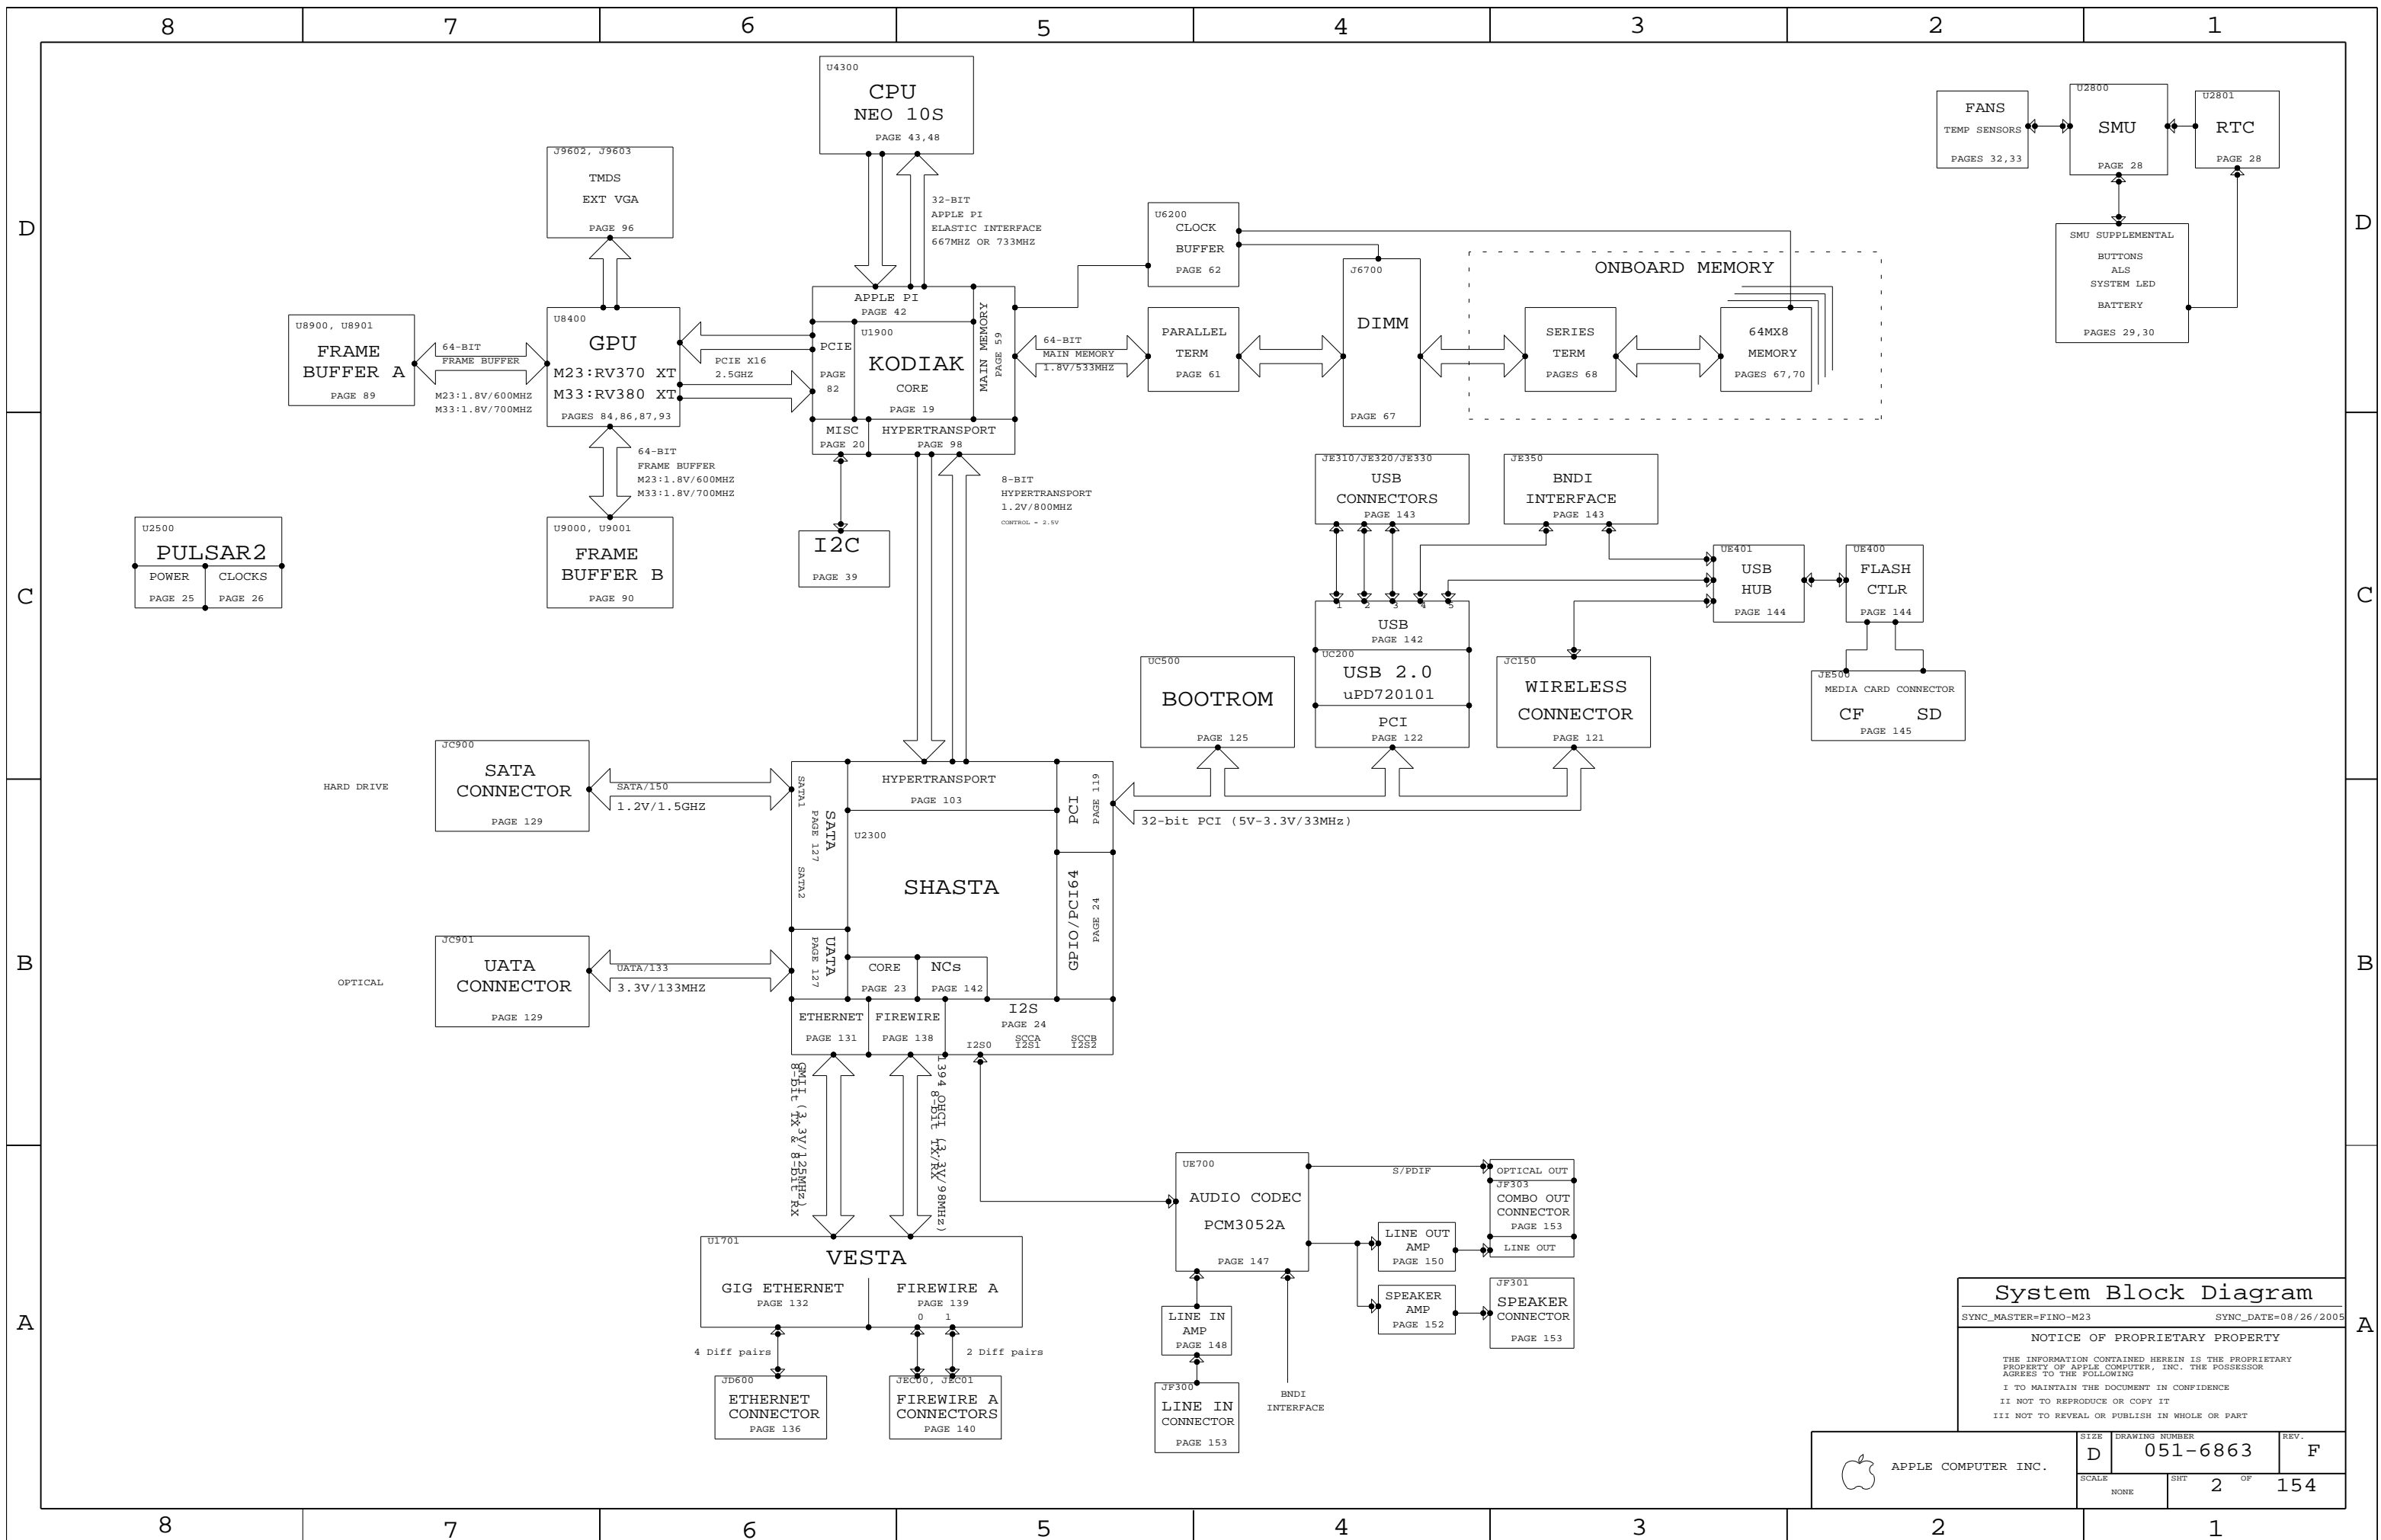 8 7 6 5 4 3 2 1
D
C
B
A
U4300
CPU
NEO 10S
PAGE 43,48
32-BIT
APPLE PI
ELASTIC INTERFACE
667MHZ OR 733MHZ
J9602, J9603
TMDS
EXT VGA
PAGE 96
U8900, U8901
FRAME
BUFFER A
PAGE 89
64-BIT
FRAME BUFFER
M23:1.8V/600MHZ
M33:1.8V/700MHZ
U8400
GPU
M23:RV370 XT
M33:RV380 XT
PAGES 84,86,87,93
PCIE X16
2.5GHZ
64-BIT
FRAME BUFFER
M23:1.8V/600MHZ
M33:1.8V/700MHZ
U9000, U9001
FRAME
BUFFER B
PAGE 90
APPLE PI
PAGE 42
PCIE
PAGE
82
U1900
KODIAK
CORE
PAGE 19
MAIN MEMORY
PAGE 59
MISC
PAGE 20
HYPERTRANSPORT
PAGE 98
I2C
PAGE 39
8-BIT
HYPERTRANSPORT
1.2V/800MHZ
CONTROL = 2.5V
64-BIT
MAIN MEMORY
1.8V/533MHZ
U6200
CLOCK
BUFFER
PAGE 62
PARALLEL
TERM
PAGE 61
J6700
DIMM
PAGE 67
ONBOARD MEMORY
SERIES
TERM
PAGES 68
64MX8
MEMORY
PAGES 67,70
FANS
TEMP SENSORS
PAGES 32,33
U2800
SMU
PAGE 28
U2801
RTC
PAGE 28
SMU SUPPLEMENTAL
BUTTONS
ALS
SYSTEM LED
BATTERY
PAGES 29,30
U2500
PULSAR2
POWER
PAGE 25
CLOCKS
PAGE 26
JE310/JE320/JE330
USB
CONNECTORS
PAGE 143
JE350
BNDI
INTERFACE
PAGE 143
UE401
USB
HUB
PAGE 144
UE400
FLASH
CTLR
PAGE 144
JE500
MEDIA CARD CONNECTOR
CF SD
PAGE 145
1 2 3 4 5
USB
PAGE 142
UC200
USB 2.0
uPD720101
PCI
PAGE 122
UC500
BOOTROM
PAGE 125
JC150
WIRELESS
CONNECTOR
PAGE 121
32-bit PCI (5V-3.3V/33MHz)
HARD DRIVE
JC900
SATA
CONNECTOR
PAGE 129
SATA/150
1.2V/1.5GHZ
OPTICAL
JC901
UATA
CONNECTOR
PAGE 129
UATA/133
3.3V/133MHZ
SATA1
SATA
PAGE 127
SATA2
UATA
PAGE 127
HYPERTRANSPORT
PAGE 103
U2300
SHASTA
PCI
PAGE 119
GPIO/PCI64
PAGE 24
CORE
PAGE 23
NCs
PAGE 142
ETHERNET
PAGE 131
FIREWIRE
PAGE 138
I2S
PAGE 24
I2S0
SCCA
I2S1
SCCB
I2S2
GMII (3.3V/125MHz)
8-bit TX & 8-bit RX
1394 OHCI (3.3V/98MHz)
8-bit TX/RX
U1701
VESTA
GIG ETHERNET
PAGE 132
FIREWIRE A
PAGE 139
0 1
4 Diff pairs
2 Diff pairs
JD600
ETHERNET
CONNECTOR
PAGE 136
JEC00, JEC01
FIREWIRE A
CONNECTORS
PAGE 140
UE700
AUDIO CODEC
PCM3052A
PAGE 147
S/PDIF
OPTICAL OUT
JF303
COMBO OUT
CONNECTOR
PAGE 153
LINE OUT
LINE OUT
AMP
PAGE 150
SPEAKER
AMP
PAGE 152
JF301
SPEAKER
CONNECTOR
PAGE 153
LINE IN
AMP
PAGE 148
JF300
LINE IN
CONNECTOR
PAGE 153
BNDI
INTERFACE
System Block Diagram
SYNC_MASTER=FINO-M23 SYNC_DATE=08/26/2005
NOTICE OF PROPRIETARY PROPERTY
THE INFORMATION CONTAINED HEREIN IS THE PROPRIETARY
PROPERTY OF APPLE COMPUTER, INC. THE POSSESSOR
AGREES TO THE FOLLOWING
I TO MAINTAIN THE DOCUMENT IN CONFIDENCE
II NOT TO REPRODUCE OR COPY IT
III NOT TO REVEAL OR PUBLISH IN WHOLE OR PART
APPLE COMPUTER INC.
SIZE
D
DRAWING NUMBER
051-6863
REV.
F
SCALE
NONE
SHT
2
OF
154
D
C
B
A
8 7 6 5 4 3 2 1